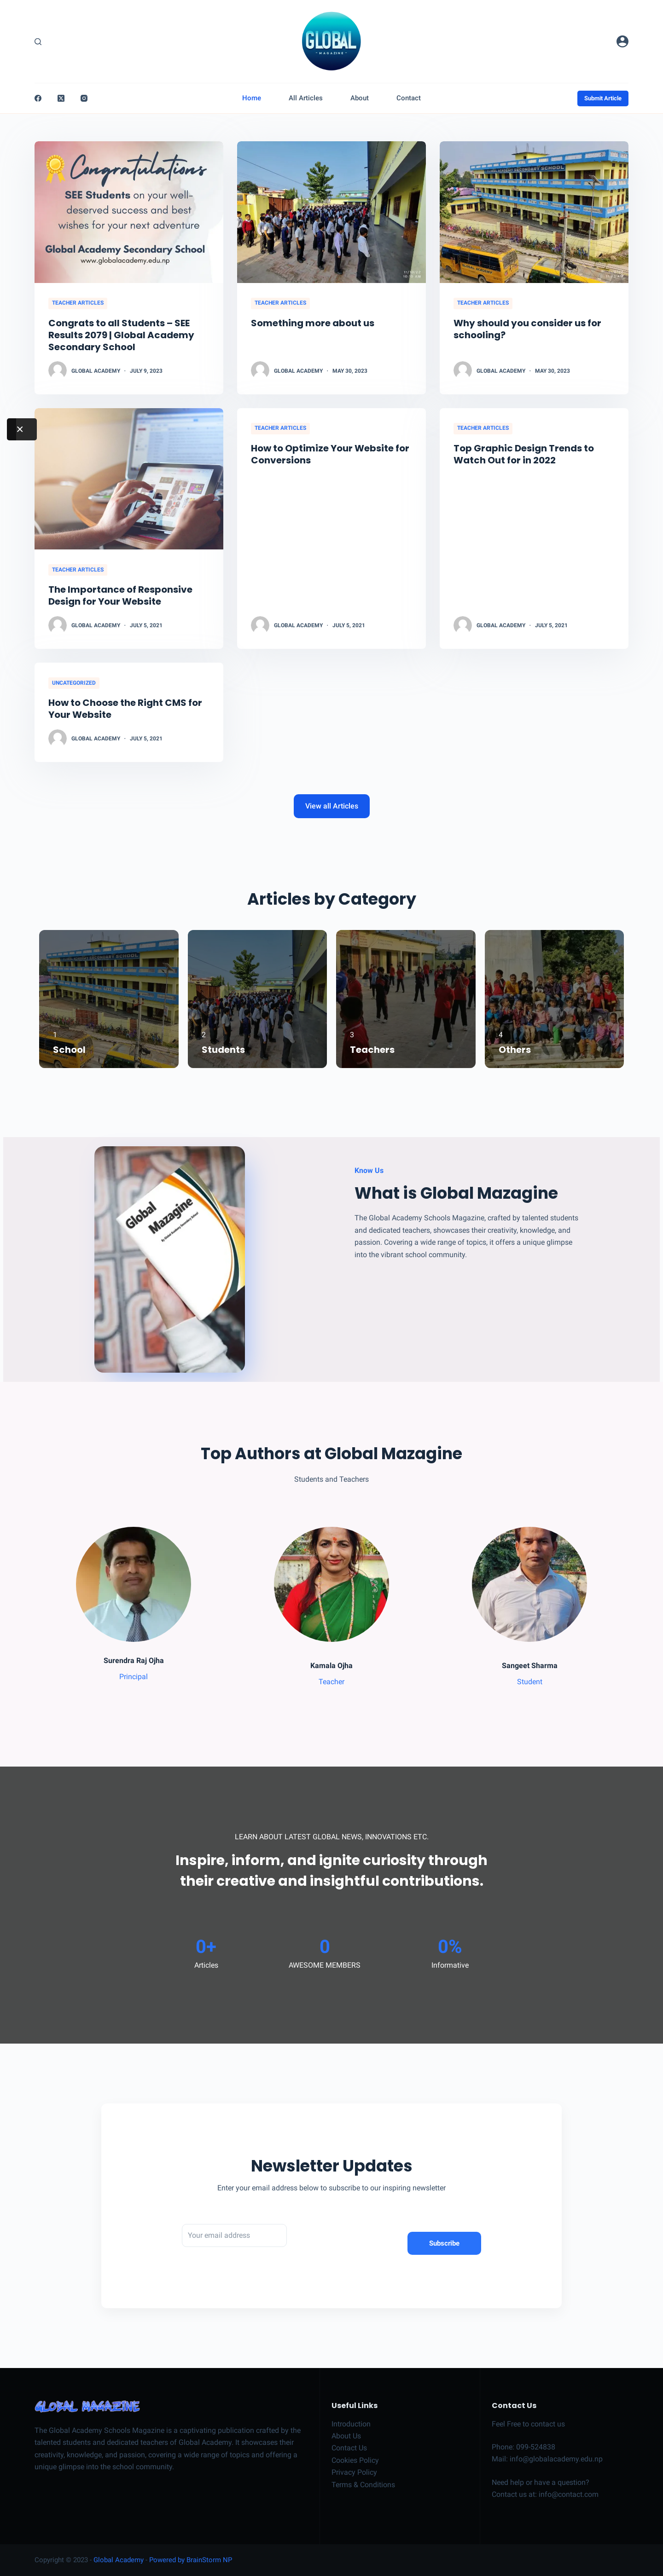 GLOBAL
MAGAZINE
Home
All Articles
About
Contact
Submit Article
Congratulations
SEE Students on your well-
deserved success and best
wishes for your next adventure
Global Academy Secondary School
www.globalacademy.edu.np
TEACHER ARTICLES
Congrats to all Students – SEE
Results 2079 | Global Academy
Secondary School
GLOBAL ACADEMY · JULY 9, 2023
TEACHER ARTICLES
Something more about us
GLOBAL ACADEMY · MAY 30, 2023
TEACHER ARTICLES
Why should you consider us for
schooling?
GLOBAL ACADEMY · MAY 30, 2023
TEACHER ARTICLES
The Importance of Responsive
Design for Your Website
GLOBAL ACADEMY · JULY 5, 2021
TEACHER ARTICLES
How to Optimize Your Website for
Conversions
GLOBAL ACADEMY · JULY 5, 2021
TEACHER ARTICLES
Top Graphic Design Trends to
Watch Out for in 2022
GLOBAL ACADEMY · JULY 5, 2021
UNCATEGORIZED
How to Choose the Right CMS for
Your Website
GLOBAL ACADEMY · JULY 5, 2021
View all Articles
Articles by Category
1
School
2
Students
3
Teachers
4
Others
Global
Mazagine
Know Us
What is Global Mazagine
The Global Academy Schools Magazine, crafted by talented students
and dedicated teachers, showcases their creativity, knowledge, and
passion. Covering a wide range of topics, it offers a unique glimpse
into the vibrant school community.
Top Authors at Global Mazagine
Students and Teachers
Surendra Raj Ojha
Principal
Kamala Ojha
Teacher
Sangeet Sharma
Student
LEARN ABOUT LATEST GLOBAL NEWS, INNOVATIONS ETC.
Inspire, inform, and ignite curiosity through
their creative and insightful contributions.
0+
Articles
0
AWESOME MEMBERS
0%
Informative
Newsletter Updates
Enter your email address below to subscribe to our inspiring newsletter
Your email address
Subscribe
GLOBAL MAGAZINE
The Global Academy Schools Magazine is a captivating publication crafted by the
talented students and dedicated teachers of Global Academy. It showcases their
creativity, knowledge, and passion, covering a wide range of topics and offering a
unique glimpse into the school community.
Useful Links
Introduction
About Us
Contact Us
Cookies Policy
Privacy Policy
Terms & Conditions
Contact Us
Feel Free to contact us
Phone: 099-524838
Mail: info@globalacademy.edu.np
Need help or have a question?
Contact us at: info@contact.com
Copyright © 2023 - Global Academy · Powered by BrainStorm NP